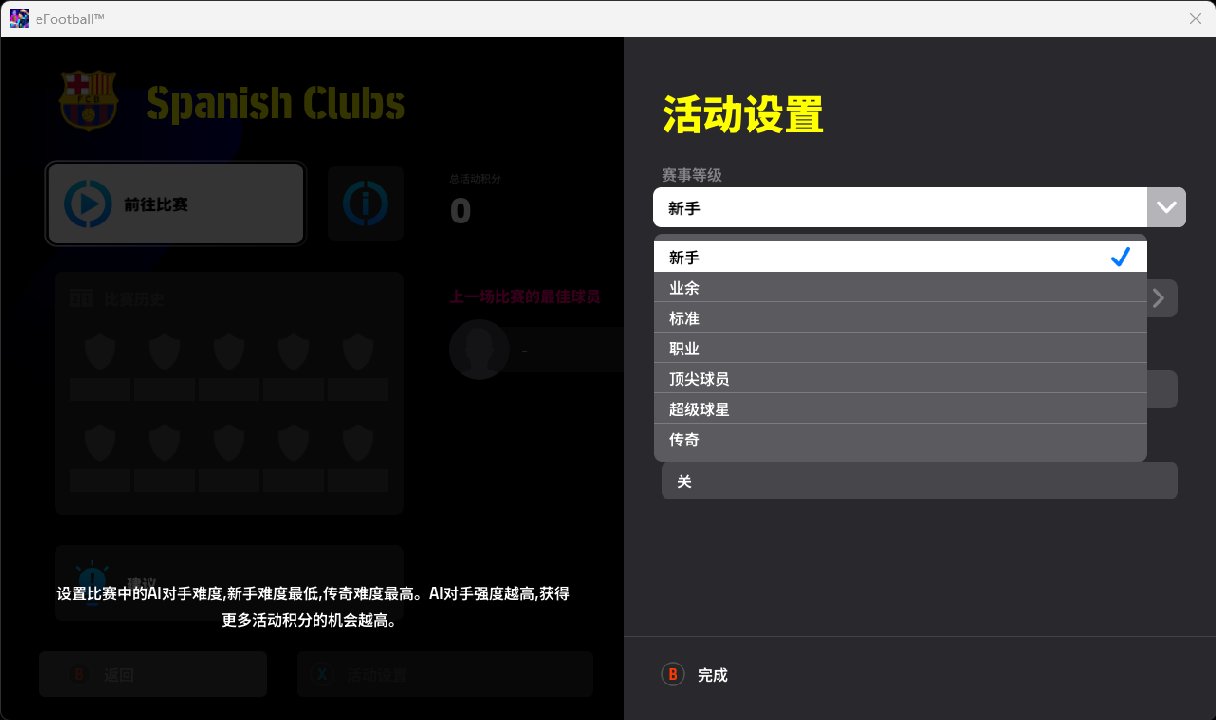 eFootball™
Spanish Clubs
前往比赛
总活动积分
0
比赛历史
上一场比赛的最佳球员
-
建议
设置比赛中的AI对手难度,新手难度最低,传奇难度最高。AI对手强度越高,获得
更多活动积分的机会越高。
B 返回
X 活动设置
活动设置
赛事等级
新手
新手
业余
标准
职业
顶尖球员
超级球星
传奇
关
B 完成